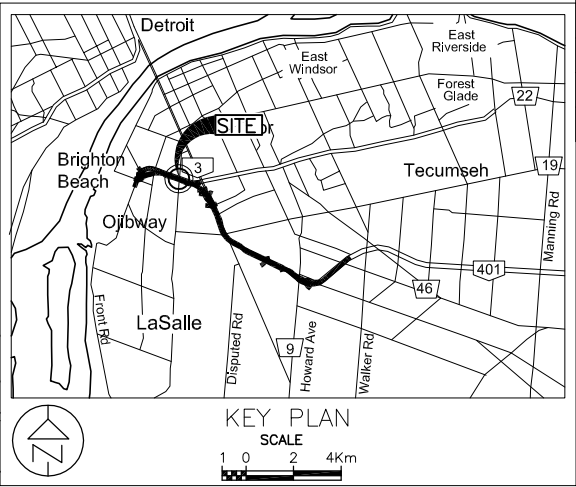 Detroit
East
Riverside
East
Windsor
Forest
Glade
22
SITE or
Brighton
Beach
3
Tecumseh
19
Manning Rd
Ojibway
401
46
Front Rd
LaSalle
Disputed Rd
9
Howard Ave
Walker Rd
KEY PLAN
SCALE
1 0 2 4Km
N